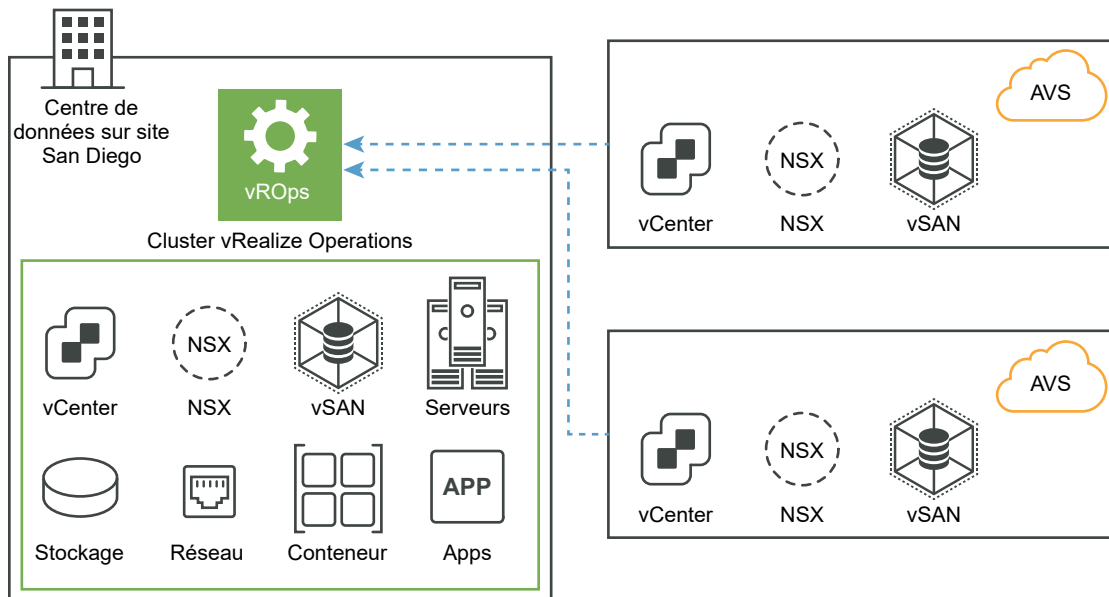 Centre de
données sur site
San Diego
vROps
Cluster vRealize Operations
NSX
vCenter
NSX
vSAN
Serveurs
APP
Stockage
Réseau
Conteneur
Apps
AVS
NSX
vCenter
NSX
vSAN
AVS
NSX
vCenter
NSX
vSAN